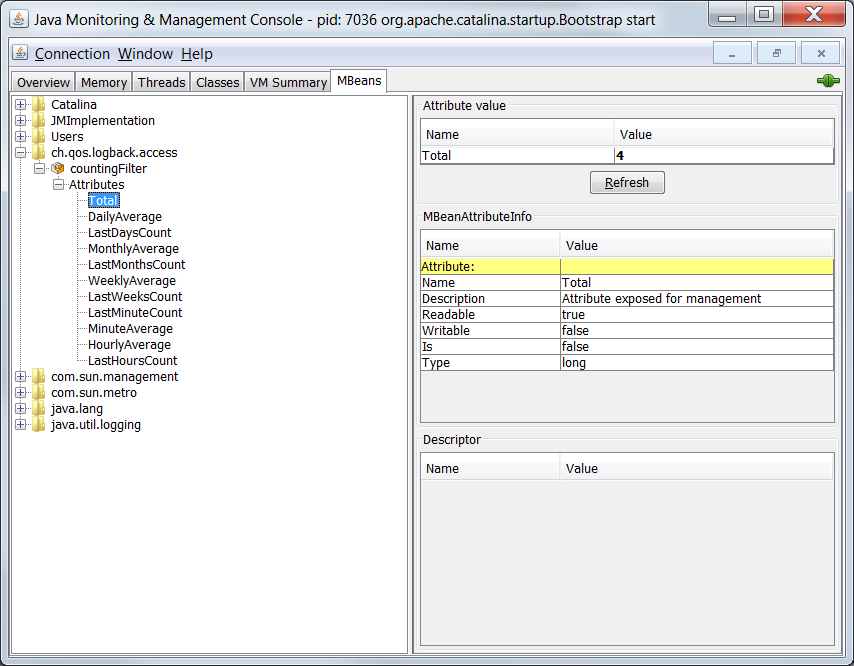 Java Monitoring & Management Console - pid: 7036 org.apache.catalina.startup.Bootstrap start
Connection Window Help
Overview Memory Threads Classes VM Summary MBeans
Catalina
JMImplementation
Users
ch.qos.logback.access
countingFilter
Attributes
Total
DailyAverage
LastDaysCount
MonthlyAverage
LastMonthsCount
WeeklyAverage
LastWeeksCount
LastMinuteCount
MinuteAverage
HourlyAverage
LastHoursCount
com.sun.management
com.sun.metro
java.lang
java.util.logging
Attribute value
Name Value
Total 4
Refresh
MBeanAttributeInfo
Name Value
Attribute:
Name Total
Description Attribute exposed for management
Readable true
Writable false
Is false
Type long
Descriptor
Name Value